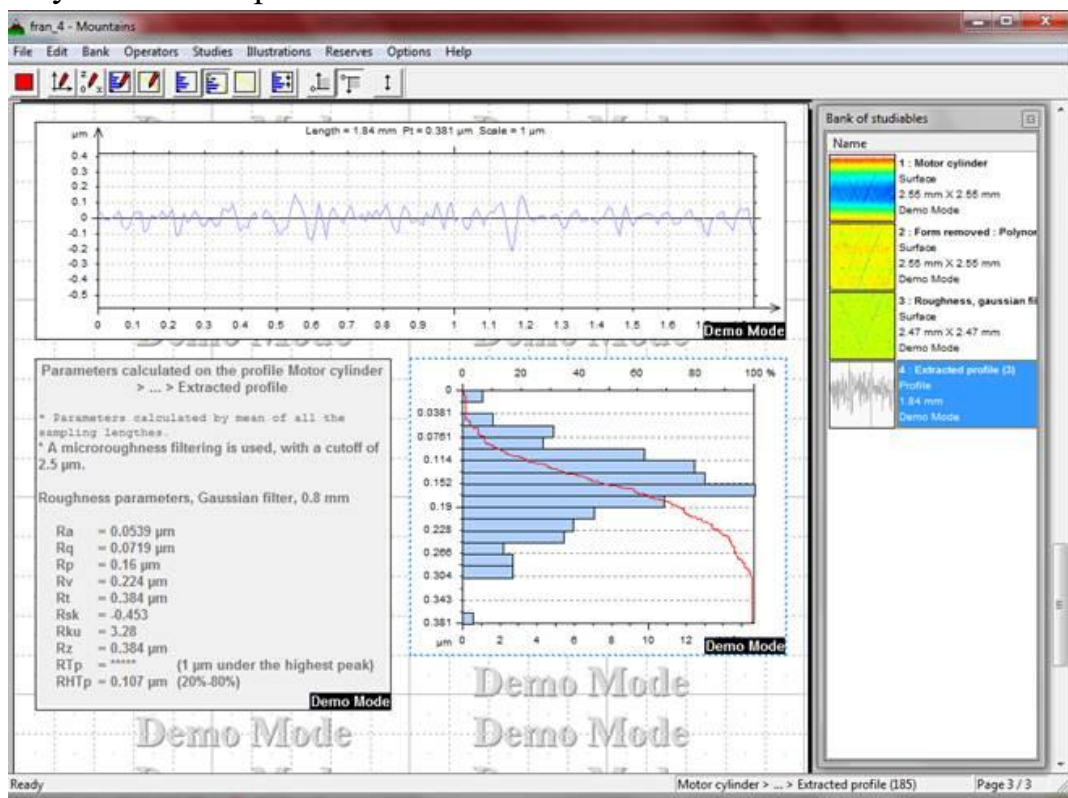 fran_4 - Mountains
File Edit Bank Operators Studies Illustrations Reserves Options Help
µm
Length = 1.84 mm Pt = 0.381 µm Scale = 1 µm
0.4
0.3
0.2
0.1
0
-0.1
-0.2
-0.3
-0.4
-0.5
0 0.1 0.2 0.3 0.4 0.5 0.6 0.7 0.8 0.9 1 1.1 1.2 1.3 1.4 1.5 1.6
Demo Mode
Parameters calculated on the profile Motor cylinder
> ... > Extracted profile
* Parameters calculated by mean of all the
sampling lengthes.
* A microroughness filtering is used, with a cutoff of
2.5 µm.
Roughness parameters, Gaussian filter, 0.8 mm
Ra = 0.0539 µm
Rq = 0.0719 µm
Rp = 0.16 µm
Rv = 0.224 µm
Rt = 0.384 µm
Rsk = -0.453
Rku = 3.28
Rz = 0.384 µm
RTp = ***** (1 µm under the highest peak)
RHTp = 0.107 µm (20%-80%)
Demo Mode
0 20 40 60 80 100 %
0
0.0381
0.0761
0.114
0.152
0.19
0.228
0.266
0.304
0.343
0.381
µm 0 2 4 6 8 10 12
Demo Mode
Demo Mode
Demo Mode
Demo Mode
Bank of studiables
Name
1 : Motor cylinder
Surface
2.55 mm X 2.55 mm
Demo Mode
2 : Form removed : Polynor
Surface
2.55 mm X 2.55 mm
Demo Mode
3 : Roughness, gaussian fil
Surface
2.47 mm X 2.47 mm
Demo Mode
4 : Extracted profile (3)
Profile
1.84 mm
Demo Mode
Ready
Motor cylinder > ... > Extracted profile (185)
Page 3 / 3